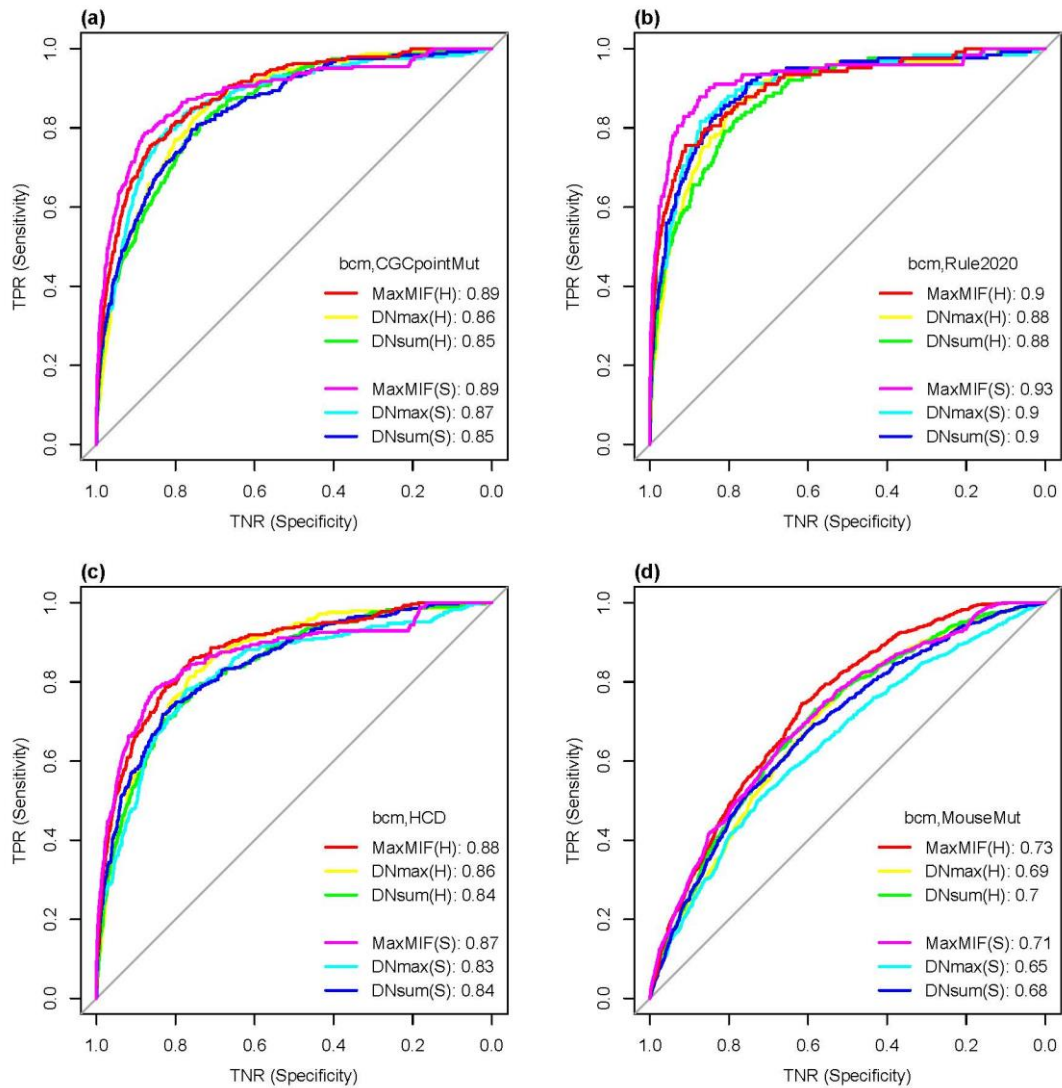 (a)
1.0
0.8
0.6
0.4
0.2
0.0
TPR (Sensitivity)
bcm,CGCpointMut
MaxMIF(H): 0.89
DNmax(H): 0.86
DNsum(H): 0.85
MaxMIF(S): 0.89
DNmax(S): 0.87
DNsum(S): 0.85
1.0 0.8 0.6 0.4 0.2 0.0
TNR (Specificity)
(b)
1.0
0.8
0.6
0.4
0.2
0.0
TPR (Sensitivity)
bcm,Rule2020
MaxMIF(H): 0.9
DNmax(H): 0.88
DNsum(H): 0.88
MaxMIF(S): 0.93
DNmax(S): 0.9
DNsum(S): 0.9
1.0 0.8 0.6 0.4 0.2 0.0
TNR (Specificity)
(c)
1.0
0.8
0.6
0.4
0.2
0.0
TPR (Sensitivity)
bcm,HCD
MaxMIF(H): 0.88
DNmax(H): 0.86
DNsum(H): 0.84
MaxMIF(S): 0.87
DNmax(S): 0.83
DNsum(S): 0.84
1.0 0.8 0.6 0.4 0.2 0.0
TNR (Specificity)
(d)
1.0
0.8
0.6
0.4
0.2
0.0
TPR (Sensitivity)
bcm,MouseMut
MaxMIF(H): 0.73
DNmax(H): 0.69
DNsum(H): 0.7
MaxMIF(S): 0.71
DNmax(S): 0.65
DNsum(S): 0.68
1.0 0.8 0.6 0.4 0.2 0.0
TNR (Specificity)